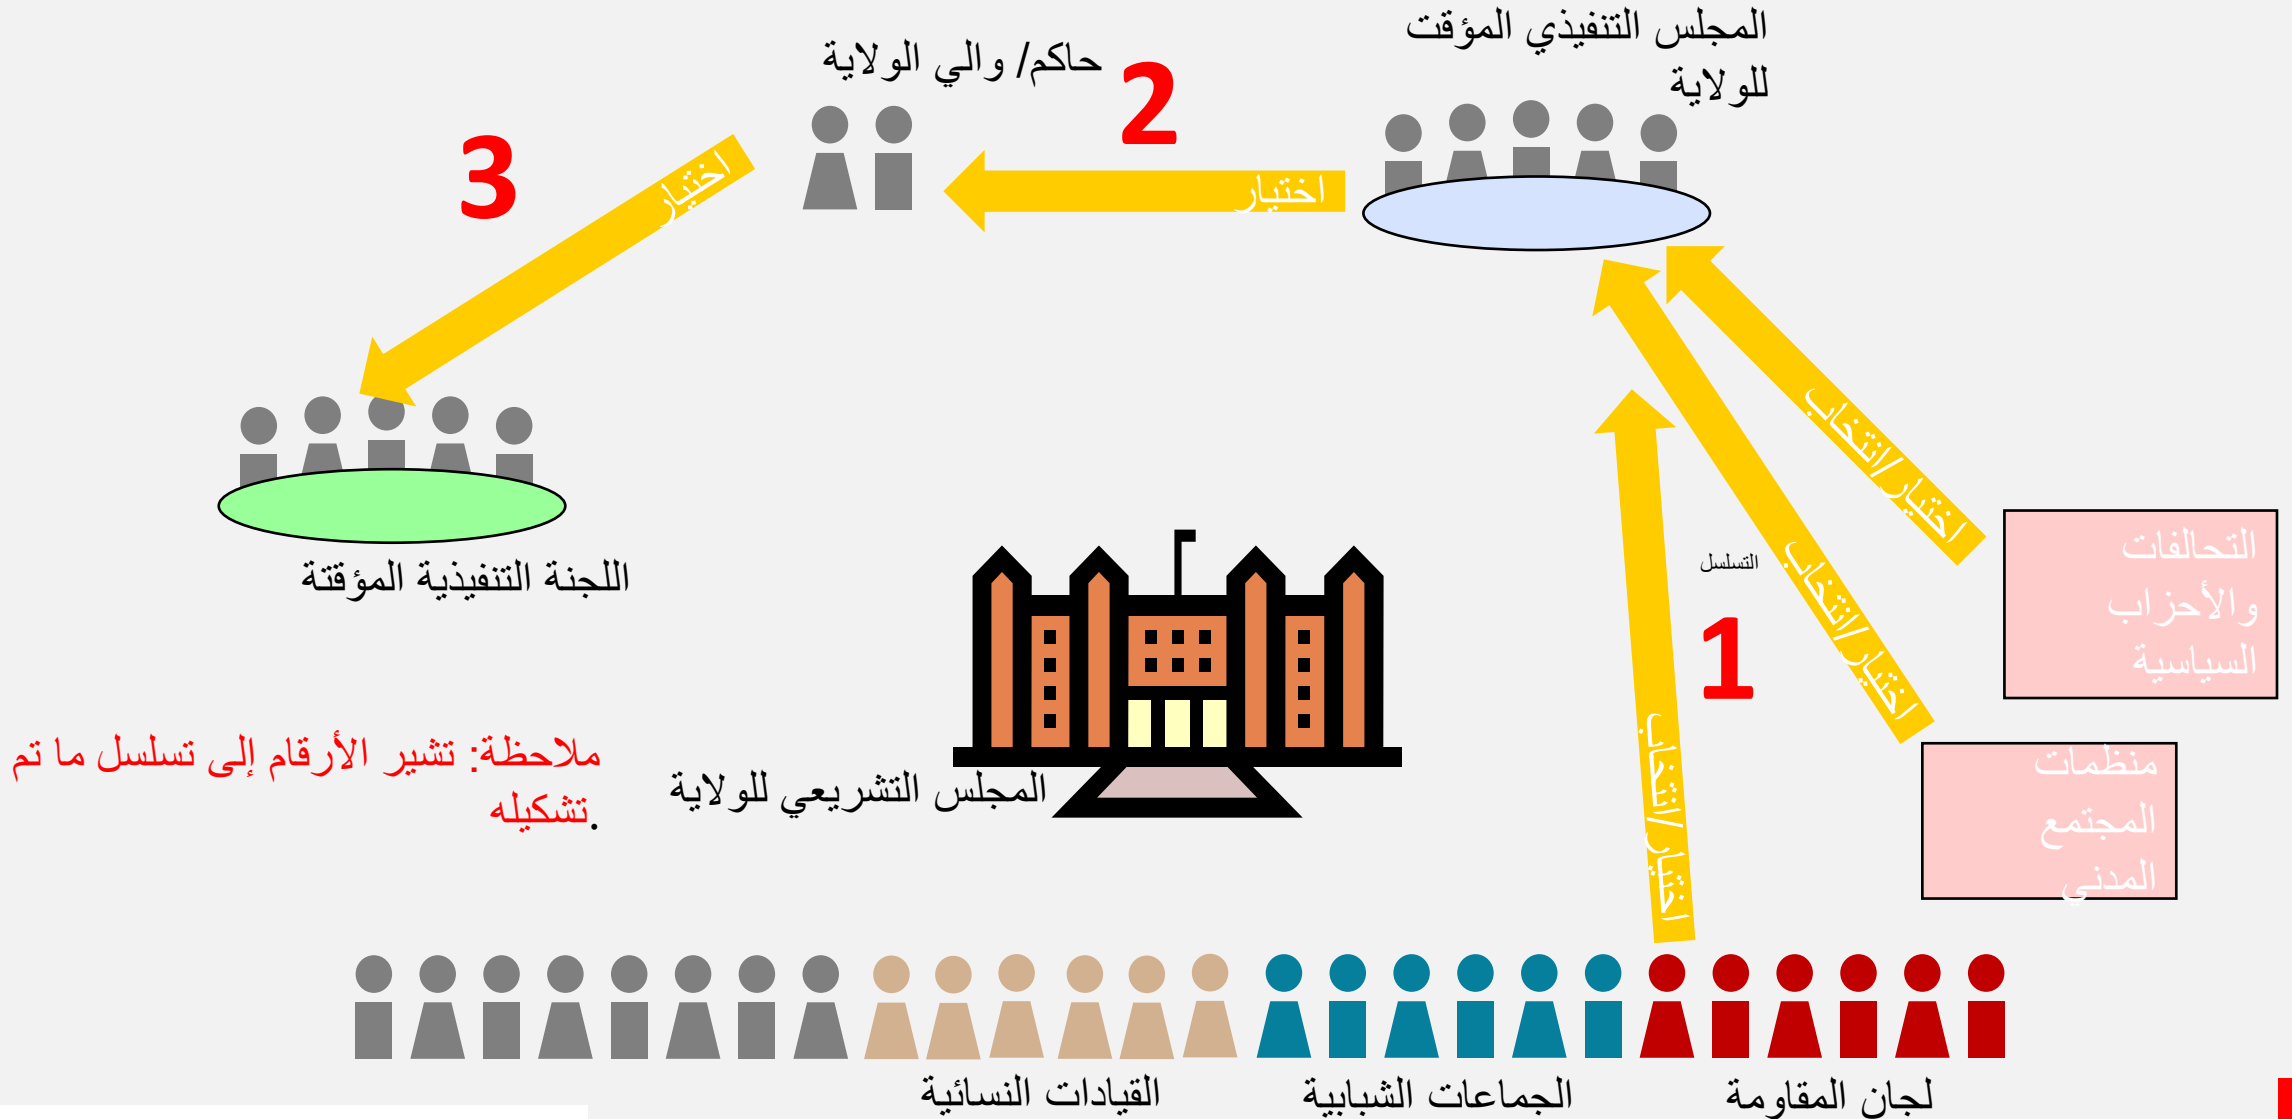 المجلس التنفيذي المؤقت
للولاية
حاكم/ والي الولاية
2
اختيار
3
اختيار
اللجنة التنفيذية المؤقتة
اختيار/انتخاب
اختيار/انتخاب
اختيار/انتخاب
التسلسل
1
التحالفات
والأحزاب
السياسية
منظمات
المجتمع
المدني
المجلس التشريعي للولاية
ملاحظة: تشير الأرقام إلى تسلسل ما تم
تشكيله.
لجان المقاومة
الجماعات الشبابية
القيادات النسائية